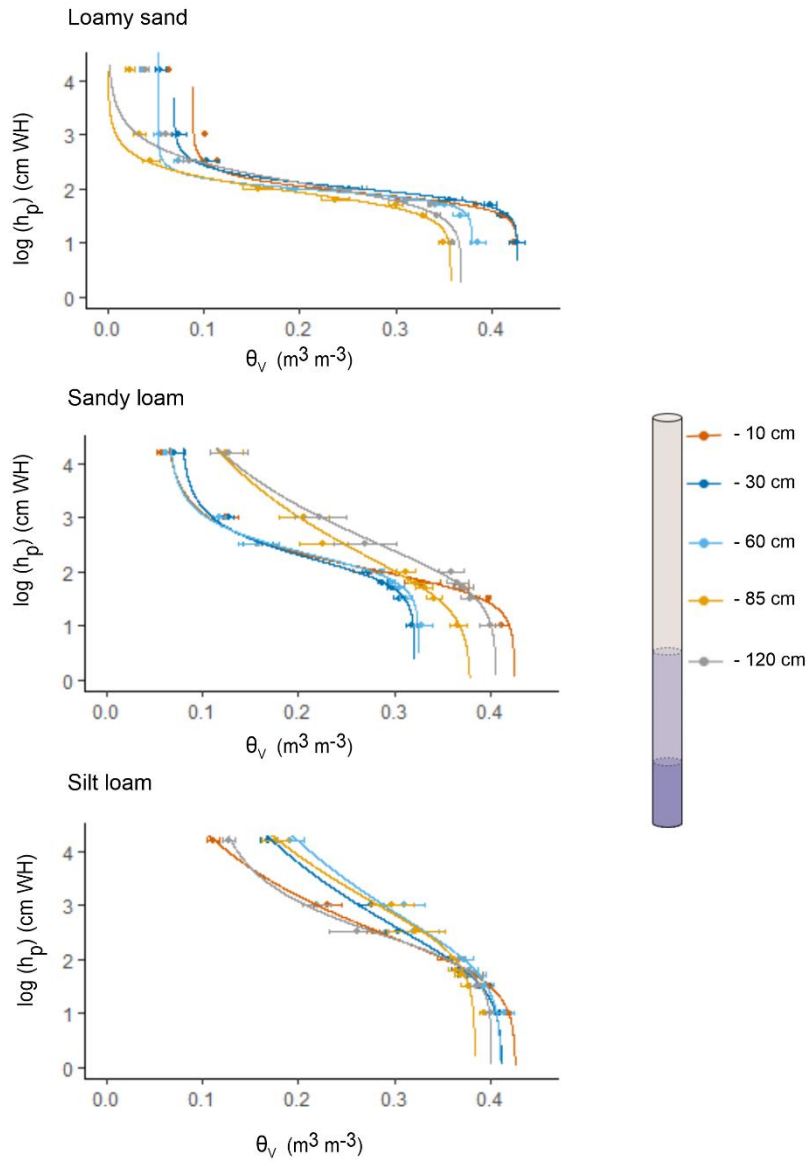 Loamy sand
log (hp) (cm WH)
4
3
2
1
0
0.0 0.1 0.2 0.3 0.4
θv (m3 m-3)
Sandy loam
log (hp) (cm WH)
4
3
2
1
0
0.0 0.1 0.2 0.3 0.4
θv (m3 m-3)
- 10 cm
- 30 cm
- 60 cm
- 85 cm
- 120 cm
Silt loam
log (hp) (cm WH)
4
3
2
1
0
0.0 0.1 0.2 0.3 0.4
θv (m3 m-3)